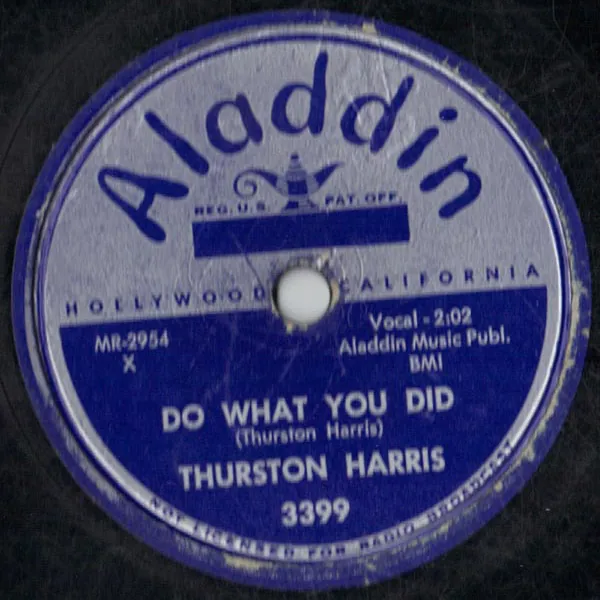 Aladdin
REG. U.S. PAT. OFF.
HOLLYWOOD CALIFORNIA
MR-2954
X
Vocal - 2:02
Aladdin Music Publ.
BMI
DO WHAT YOU DID
(Thurston Harris)
THURSTON HARRIS
3399
NOT LICENSED FOR RADIO BROADCAST